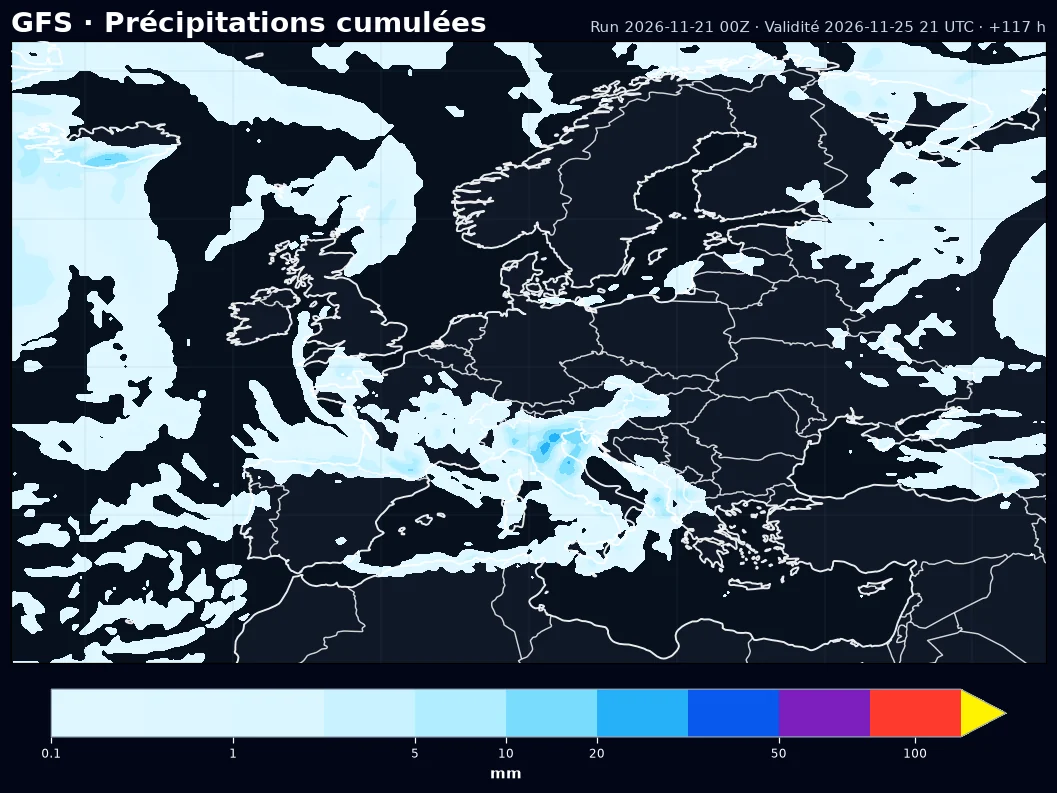 GFS · Précipitations cumulées
Run 2026-11-21 00Z · Validité 2026-11-25 21 UTC · +117 h
0.1 1 5 10 20 50 100
mm